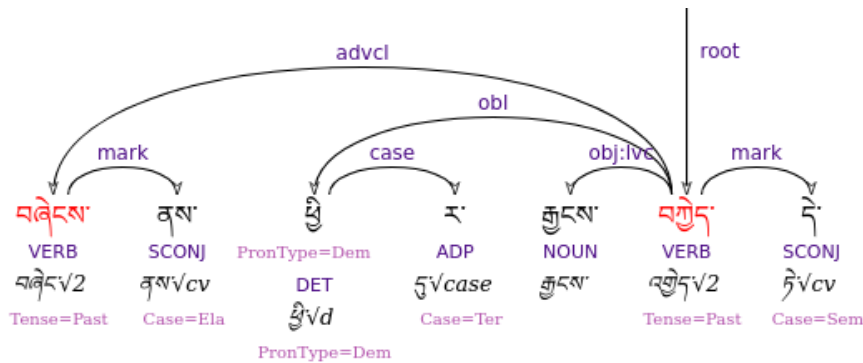 advcl root
obl
mark case obj:lvc mark
བཞེངས་ ནས་ ཕྱི ར་ རྒྱངས་ བཀྱེད་ དེ་
VERB SCONJ PronType=Dem ADP NOUN VERB SCONJ
བཞེང་√2 ནས་√cv DET དུ་√case རྒྱངས་ འགྱེད་√2 ཏེ་√cv
Tense=Past Case=Ela ཕྱི་√d Case=Ter Tense=Past Case=Sem
PronType=Dem